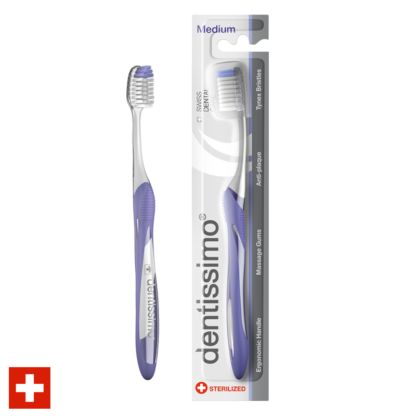 Medium
SWISS
DENTAL
Tynex Bristles
Anti-plaque
Massage Gums
Ergonomic Handle
dentissimo®
STERILIZED
dentissimo